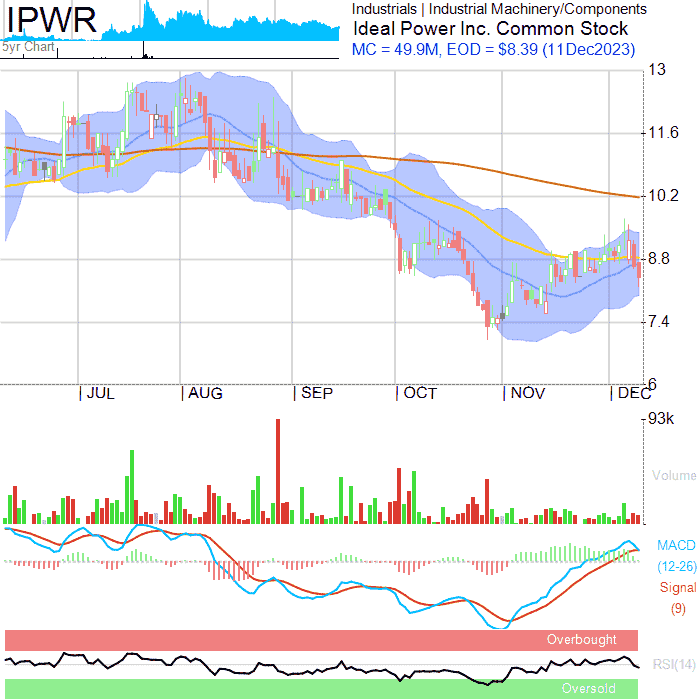 IPWR
5yr Chart
Industrials | Industrial Machinery/Components
Ideal Power Inc. Common Stock
MC = 49.9M, EOD = $8.39 (11Dec2023)
13
11.6
10.2
8.8
7.4
6
JUL AUG SEP OCT NOV DEC
93k
Volume
MACD
(12-26)
Signal
(9)
Overbought
RSI(14)
Oversold